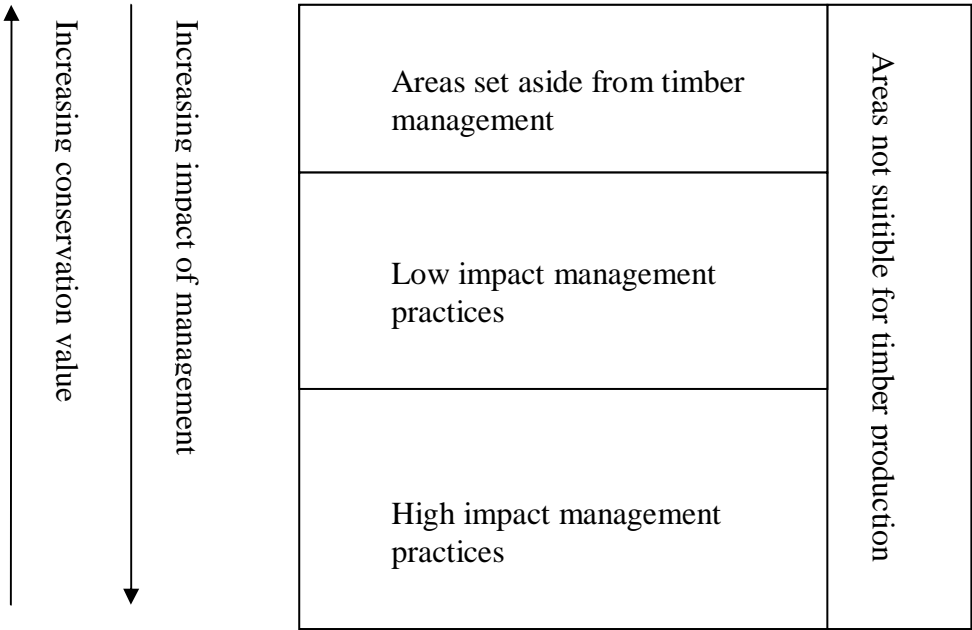 Increasing conservation value
Increasing impact of management
Areas set aside from timber
management
Low impact management
practices
High impact management
practices
Areas not suitible for timber production